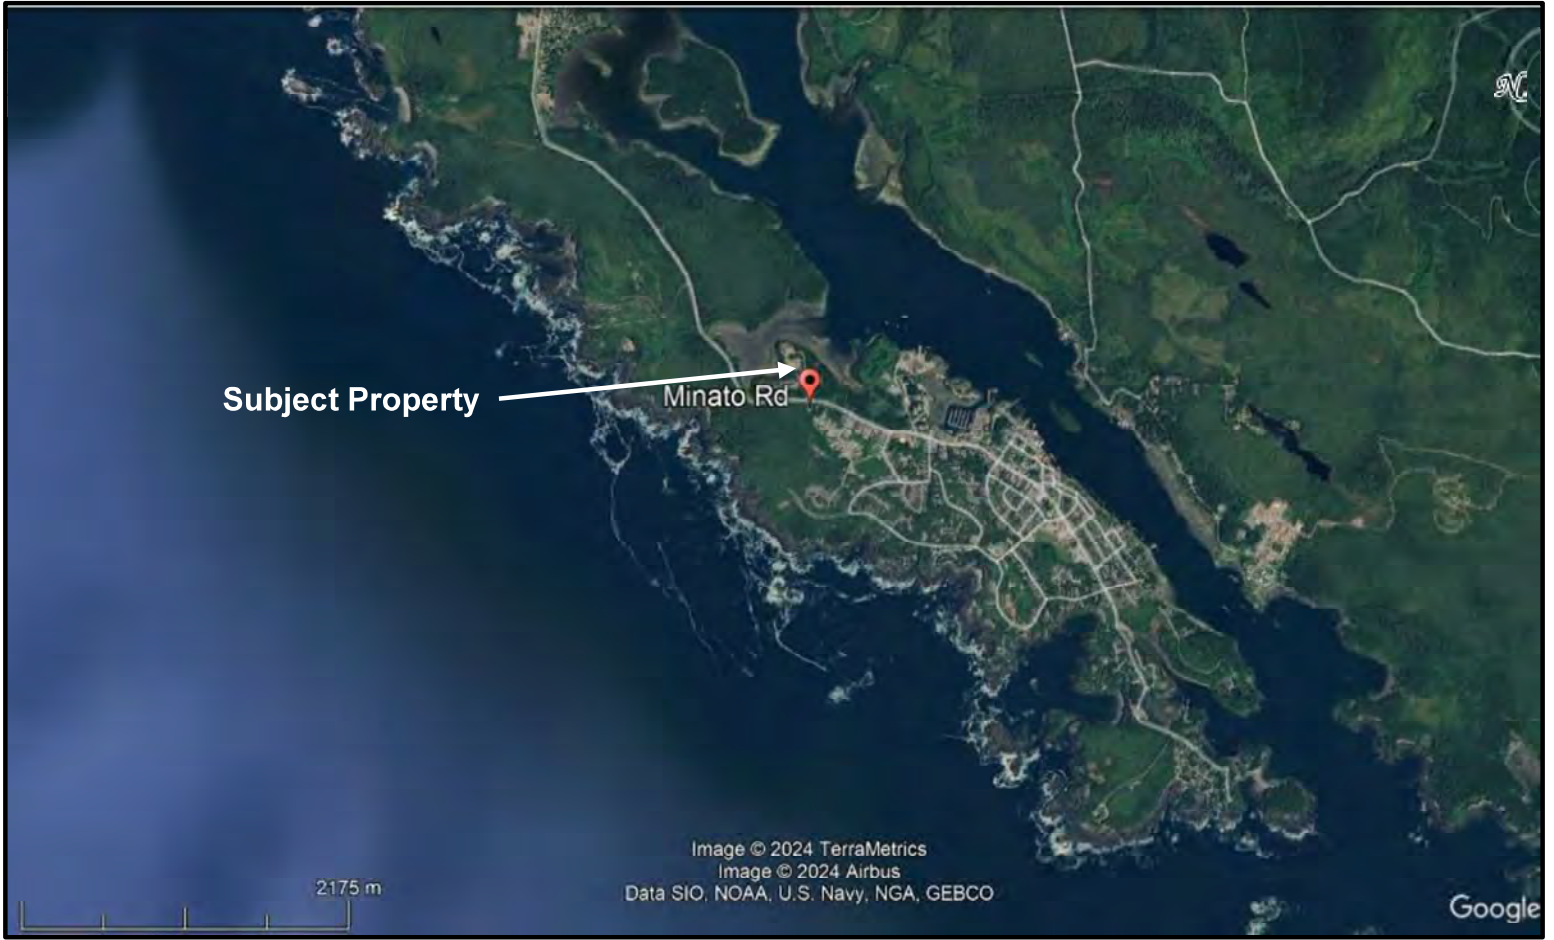 N
Subject Property
Minato Rd
Image © 2024 TerraMetrics
Image © 2024 Airbus
Data SIO, NOAA, U.S. Navy, NGA, GEBCO
2175 m
Google